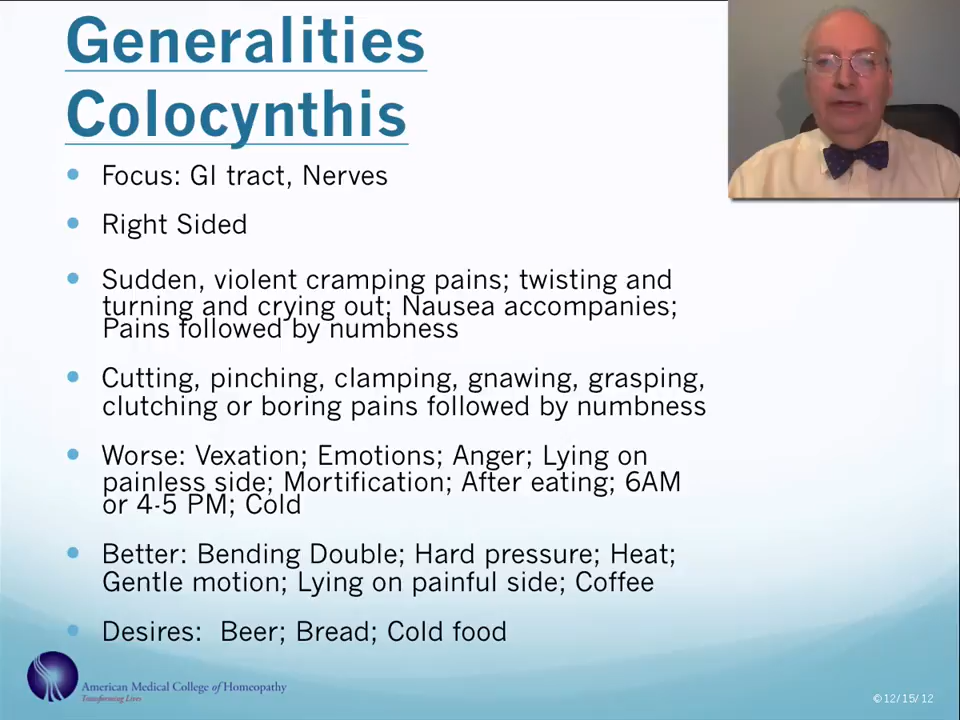 Generalities
Colocynthis
Focus: GI tract, Nerves
Right Sided
Sudden, violent cramping pains; twisting and
turning and crying out; Nausea accompanies;
Pains followed by numbness
Cutting, pinching, clamping, gnawing, grasping,
clutching or boring pains followed by numbness
Worse: Vexation; Emotions; Anger; Lying on
painless side; Mortification; After eating; 6AM
or 4-5 PM; Cold
Better: Bending Double; Hard pressure; Heat;
Gentle motion; Lying on painful side; Coffee
Desires: Beer; Bread; Cold food
American Medical College of Homeopathy
Transforming Lives
©12/15/12